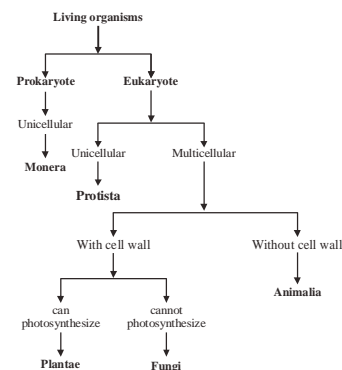 Living organisms
Prokaryote Eukaryote
Unicellular
Unicellular Multicellular
Monera
Protista
With cell wall Without cell wall
Animalia
can cannot
photosynthesize photosynthesize
Plantae Fungi